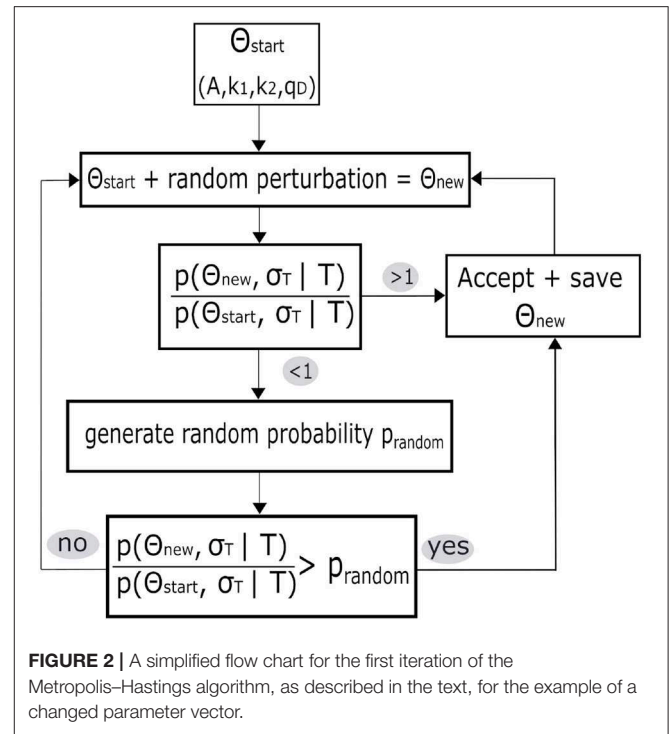 Θstart
(A,k1,k2,qD)
Θstart + random perturbation = Θnew
p(Θnew, σT | T)
p(Θstart, σT | T)
>1
Accept + save
Θnew
<1
generate random probability prandom
no
p(Θnew, σT | T)
p(Θstart, σT | T)
> prandom
yes
FIGURE 2 | A simplified flow chart for the first iteration of the
Metropolis–Hastings algorithm, as described in the text, for the example of a
changed parameter vector.